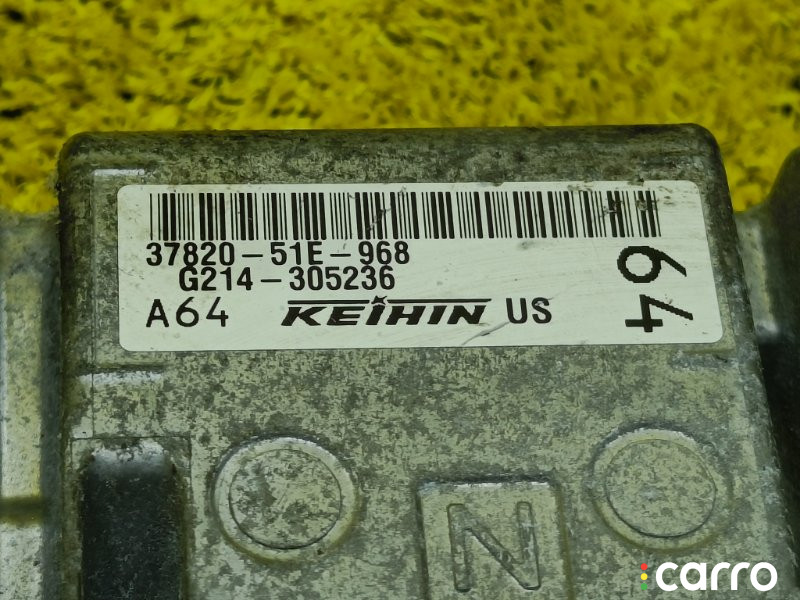 37820-51E-968
G214-305236
A64 KEIHIN US
64
N
carro